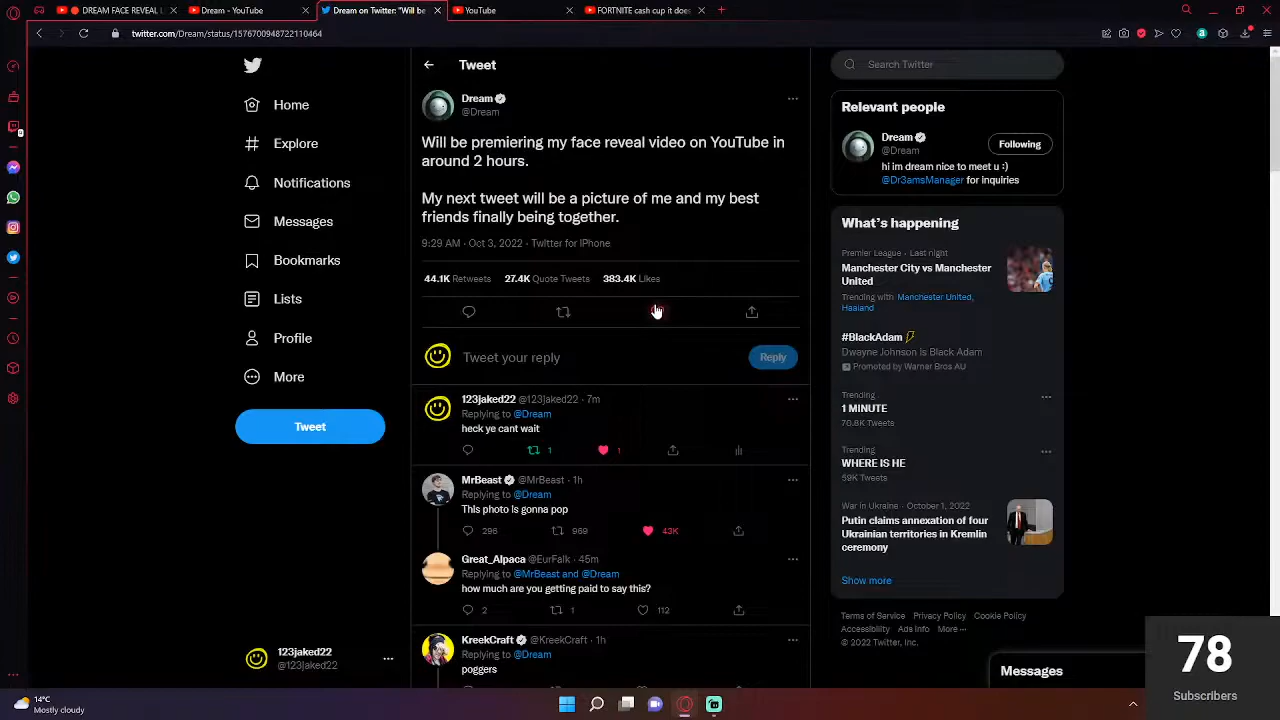 DREAM FACE REVEAL L
Dream - YouTube
Dream on Twitter: "Will be
YouTube
FORTNITE cash cup it does
twitter.com/Dream/status/1576700948722110464
Home
Explore
Notifications
Messages
Bookmarks
Lists
Profile
More
Tweet
123jaked22
@123jaked22
Tweet
Dream
@Dream
Will be premiering my face reveal video on YouTube in
around 2 hours.
My next tweet will be a picture of me and my best
friends finally being together.
9:29 AM · Oct 3, 2022 · Twitter for iPhone
44.1K Retweets 27.4K Quote Tweets 383.4K Likes
Tweet your reply
Reply
123jaked22 @123jaked22 · 7m
Replying to @Dream
heck ye cant wait
1 1
MrBeast @MrBeast · 1h
Replying to @Dream
This photo is gonna pop
296 969 43K
Great_Alpaca @EurFalk · 45m
Replying to @MrBeast and @Dream
how much are you getting paid to say this?
2 1 112
KreekCraft @KreekCraft · 1h
Replying to @Dream
poggers
Search Twitter
Relevant people
Dream
@Dream
Following
hi im dream nice to meet u :)
@Dr3amsManager for inquiries
What's happening
Premier League · Last night
Manchester City vs Manchester
United
Trending with Manchester United,
Haaland
#BlackAdam
Dwayne Johnson Is Black Adam
Promoted by Warner Bros AU
Trending
1 MINUTE
70.8K Tweets
Trending
WHERE IS HE
59K Tweets
War in Ukraine · October 1, 2022
Putin claims annexation of four
Ukrainian territories in Kremlin
ceremony
Show more
Terms of Service Privacy Policy Cookie Policy
Accessibility Ads info More ···
© 2022 Twitter, Inc.
Messages
78
Subscribers
14°C
Mostly cloudy